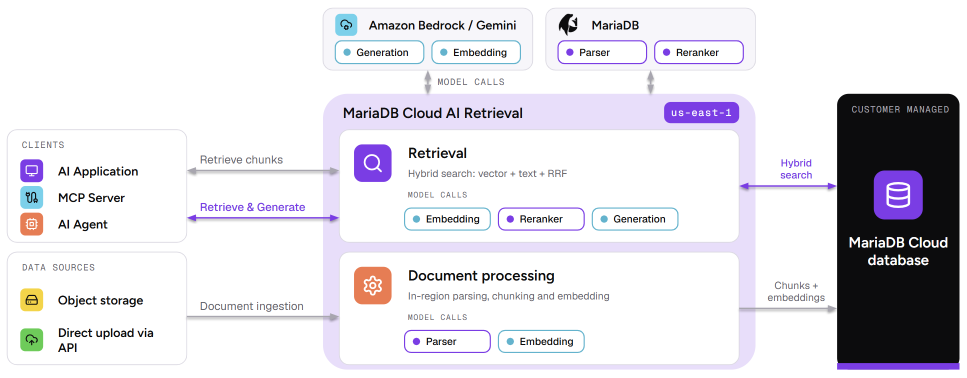 Amazon Bedrock / Gemini
Generation
Embedding
MariaDB
Parser
Reranker
MODEL CALLS
MariaDB Cloud AI Retrieval
us-east-1
CUSTOMER MANAGED
CLIENTS
AI Application
MCP Server
AI Agent
Retrieve chunks
Retrieve & Generate
Retrieval
Hybrid search: vector + text + RRF
MODEL CALLS
Embedding
Reranker
Generation
Hybrid
search
MariaDB Cloud
database
DATA SOURCES
Object storage
Direct upload via
API
Document ingestion
Document processing
In-region parsing, chunking and embedding
MODEL CALLS
Parser
Embedding
Chunks +
embeddings